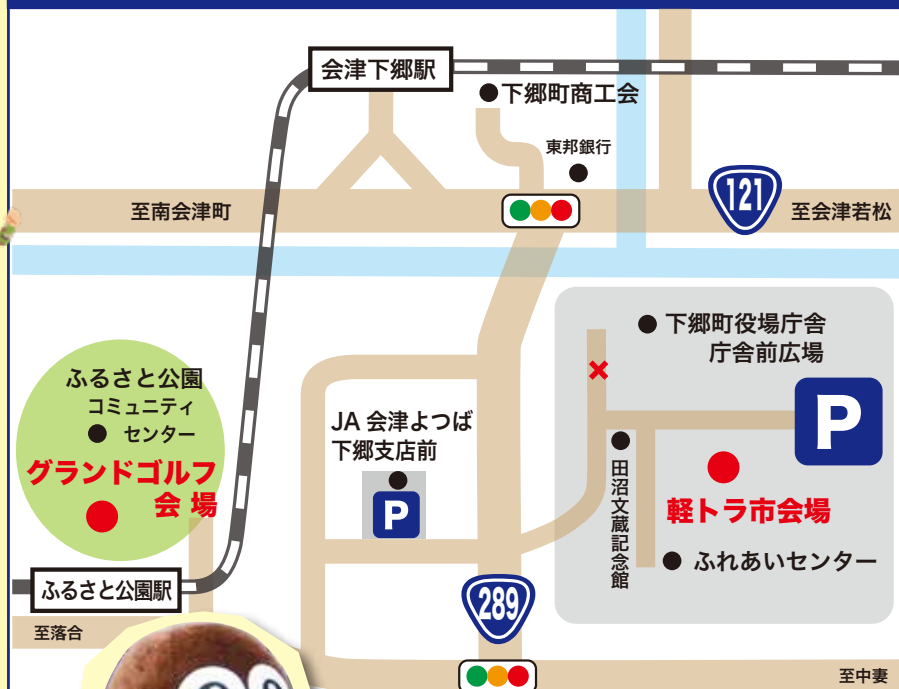 会津下郷駅
下郷町商工会
東邦銀行
至南会津町
121
至会津若松
下郷町役場庁舎
庁舎前広場
P
ふるさと公園
コミュニティ
センター
グランドゴルフ
会場
JA 会津よつば
下郷支店前
P
田沼文蔵記念館
軽トラ市会場
ふれあいセンター
ふるさと公園駅
289
至落合
至中妻